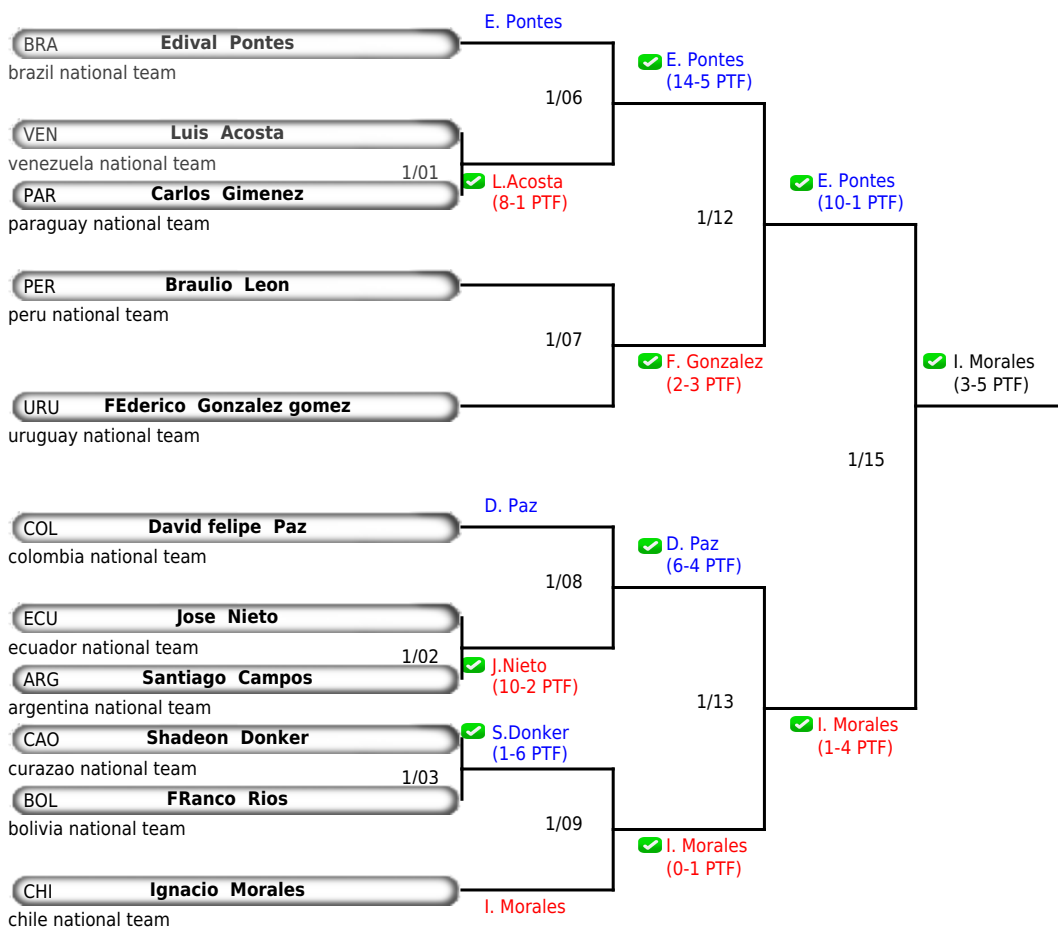 E. Pontes
BRA Edival Pontes
brazil national team
E. Pontes
(14-5 PTF)
1/06
VEN Luis Acosta
venezuela national team
1/01
L.Acosta
(8-1 PTF)
PAR Carlos Gimenez
paraguay national team
E. Pontes
(10-1 PTF)
1/12
PER Braulio Leon
peru national team
1/07
F. Gonzalez
(2-3 PTF)
I. Morales
(3-5 PTF)
URU FEderico Gonzalez gomez
uruguay national team
1/15
D. Paz
COL David felipe Paz
colombia national team
D. Paz
(6-4 PTF)
1/08
ECU Jose Nieto
ecuador national team
1/02
J.Nieto
(10-2 PTF)
ARG Santiago Campos
argentina national team
1/13
I. Morales
(1-4 PTF)
CAO Shadeon Donker
curazao national team
S.Donker
(1-6 PTF)
1/03
BOL FRanco Rios
bolivia national team
1/09
I. Morales
(0-1 PTF)
CHI Ignacio Morales
chile national team
I. Morales